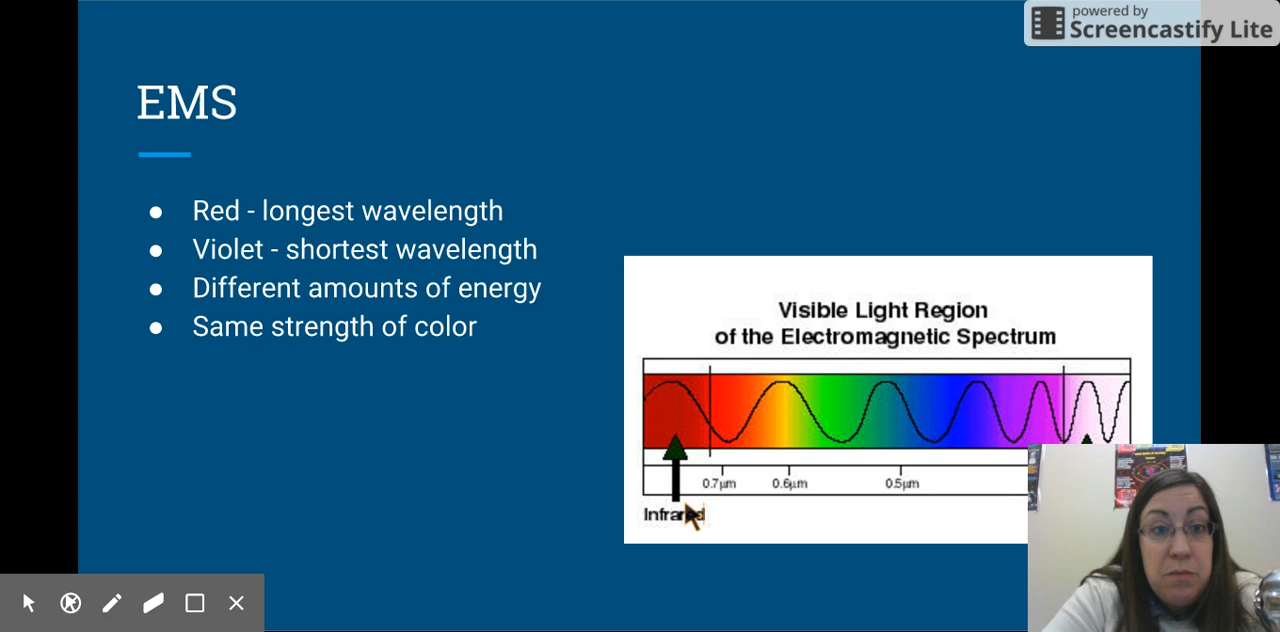 powered by
Screencastify Lite
EMS
● Red - longest wavelength
● Violet - shortest wavelength
● Different amounts of energy
● Same strength of color
Visible Light Region
of the Electromagnetic Spectrum
0.7µm 0.6µm 0.5µm
Infrared